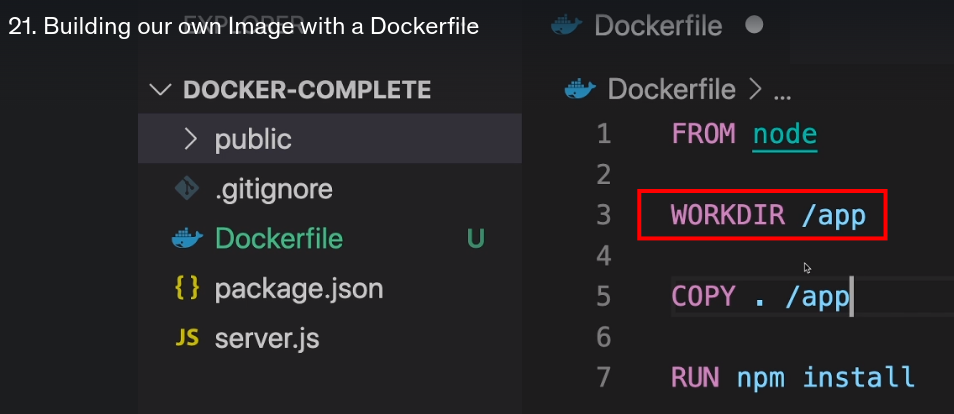 21. Building our own Image with a Dockerfile
EXPLORER
DOCKER-COMPLETE
public
.gitignore
Dockerfile U
{} package.json
JS server.js
Dockerfile
Dockerfile > ...
1 FROM node
2
3 WORKDIR /app
4
5 COPY . /app
6
7 RUN npm install